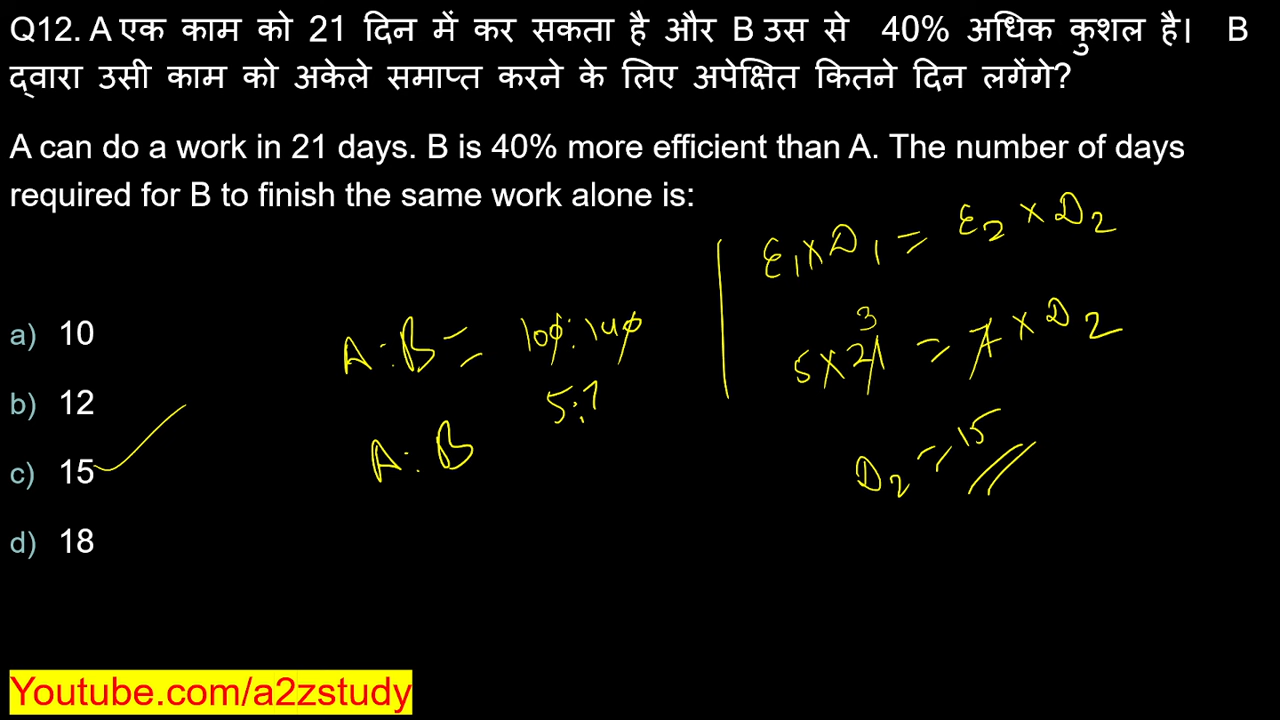 Q12. A एक काम को 21 दिन में कर सकता है और B उस से 40% अधिक कुशल है। B
द्वारा उसी काम को अकेले समाप्त करने के लिए अपेक्षित कितने दिन लगेंगे?
A can do a work in 21 days. B is 40% more efficient than A. The number of days
required for B to finish the same work alone is:
a) 10
b) 12
c) 15
d) 18
A:B = 100:140
5:7
A:B
E1×D1 = E2×D2
3
5×21 = 7×D2
D2 = 15
Youtube.com/a2zstudy